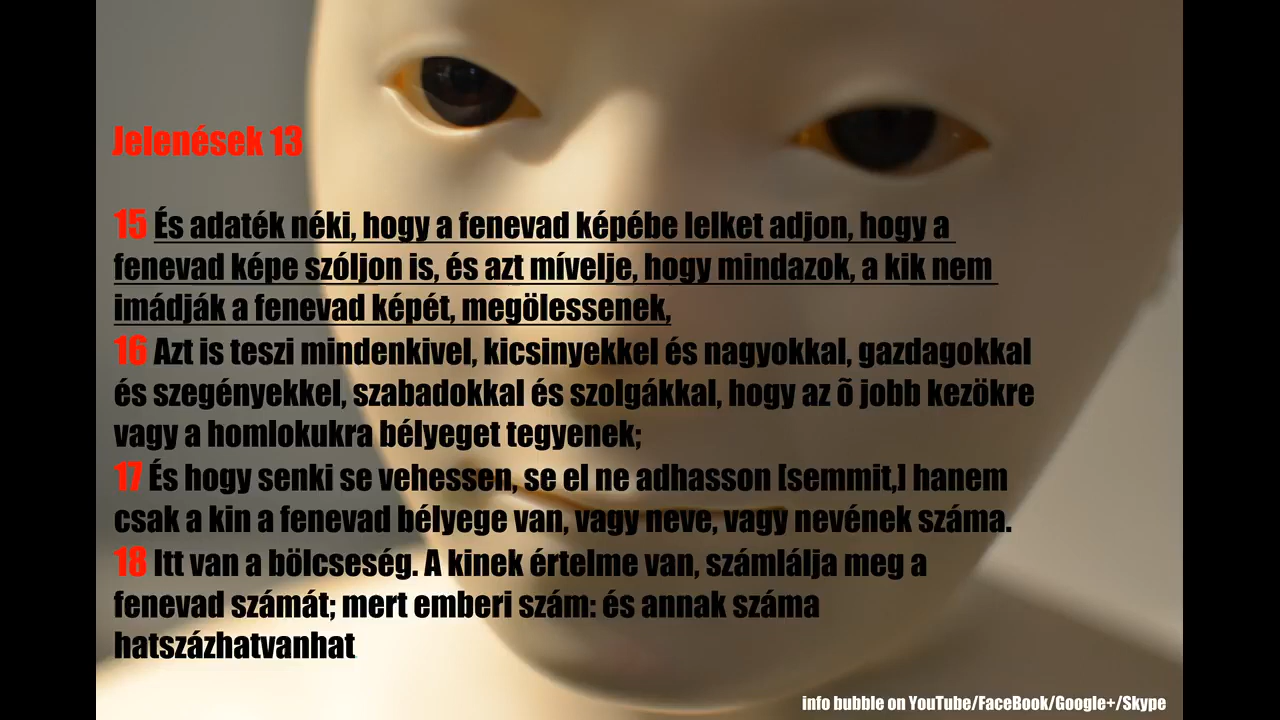 Jelenések 13
15 És adaték néki, hogy a fenevad képébe lelket adjon, hogy a
fenevad képe szóljon is, és azt mívelje, hogy mindazok, a kik nem
imádják a fenevad képét, megölessenek,
16 Azt is teszi mindenkivel, kicsinyekkel és nagyokkal, gazdagokkal
és szegényekkel, szabadokkal és szolgákkal, hogy az õ jobb kezökre
vagy a homlokukra bélyeget tegyenek;
17 És hogy senki se vehessen, se el ne adhasson [semmit,] hanem
csak a kin a fenevad bélyege van, vagy neve, vagy nevének száma.
18 Itt van a bölcseség. A kinek értelme van, számlálja meg a
fenevad számát; mert emberi szám: és annak száma
hatszázhatvanhat
info bubble on YouTube/FaceBook/Google+/Skype